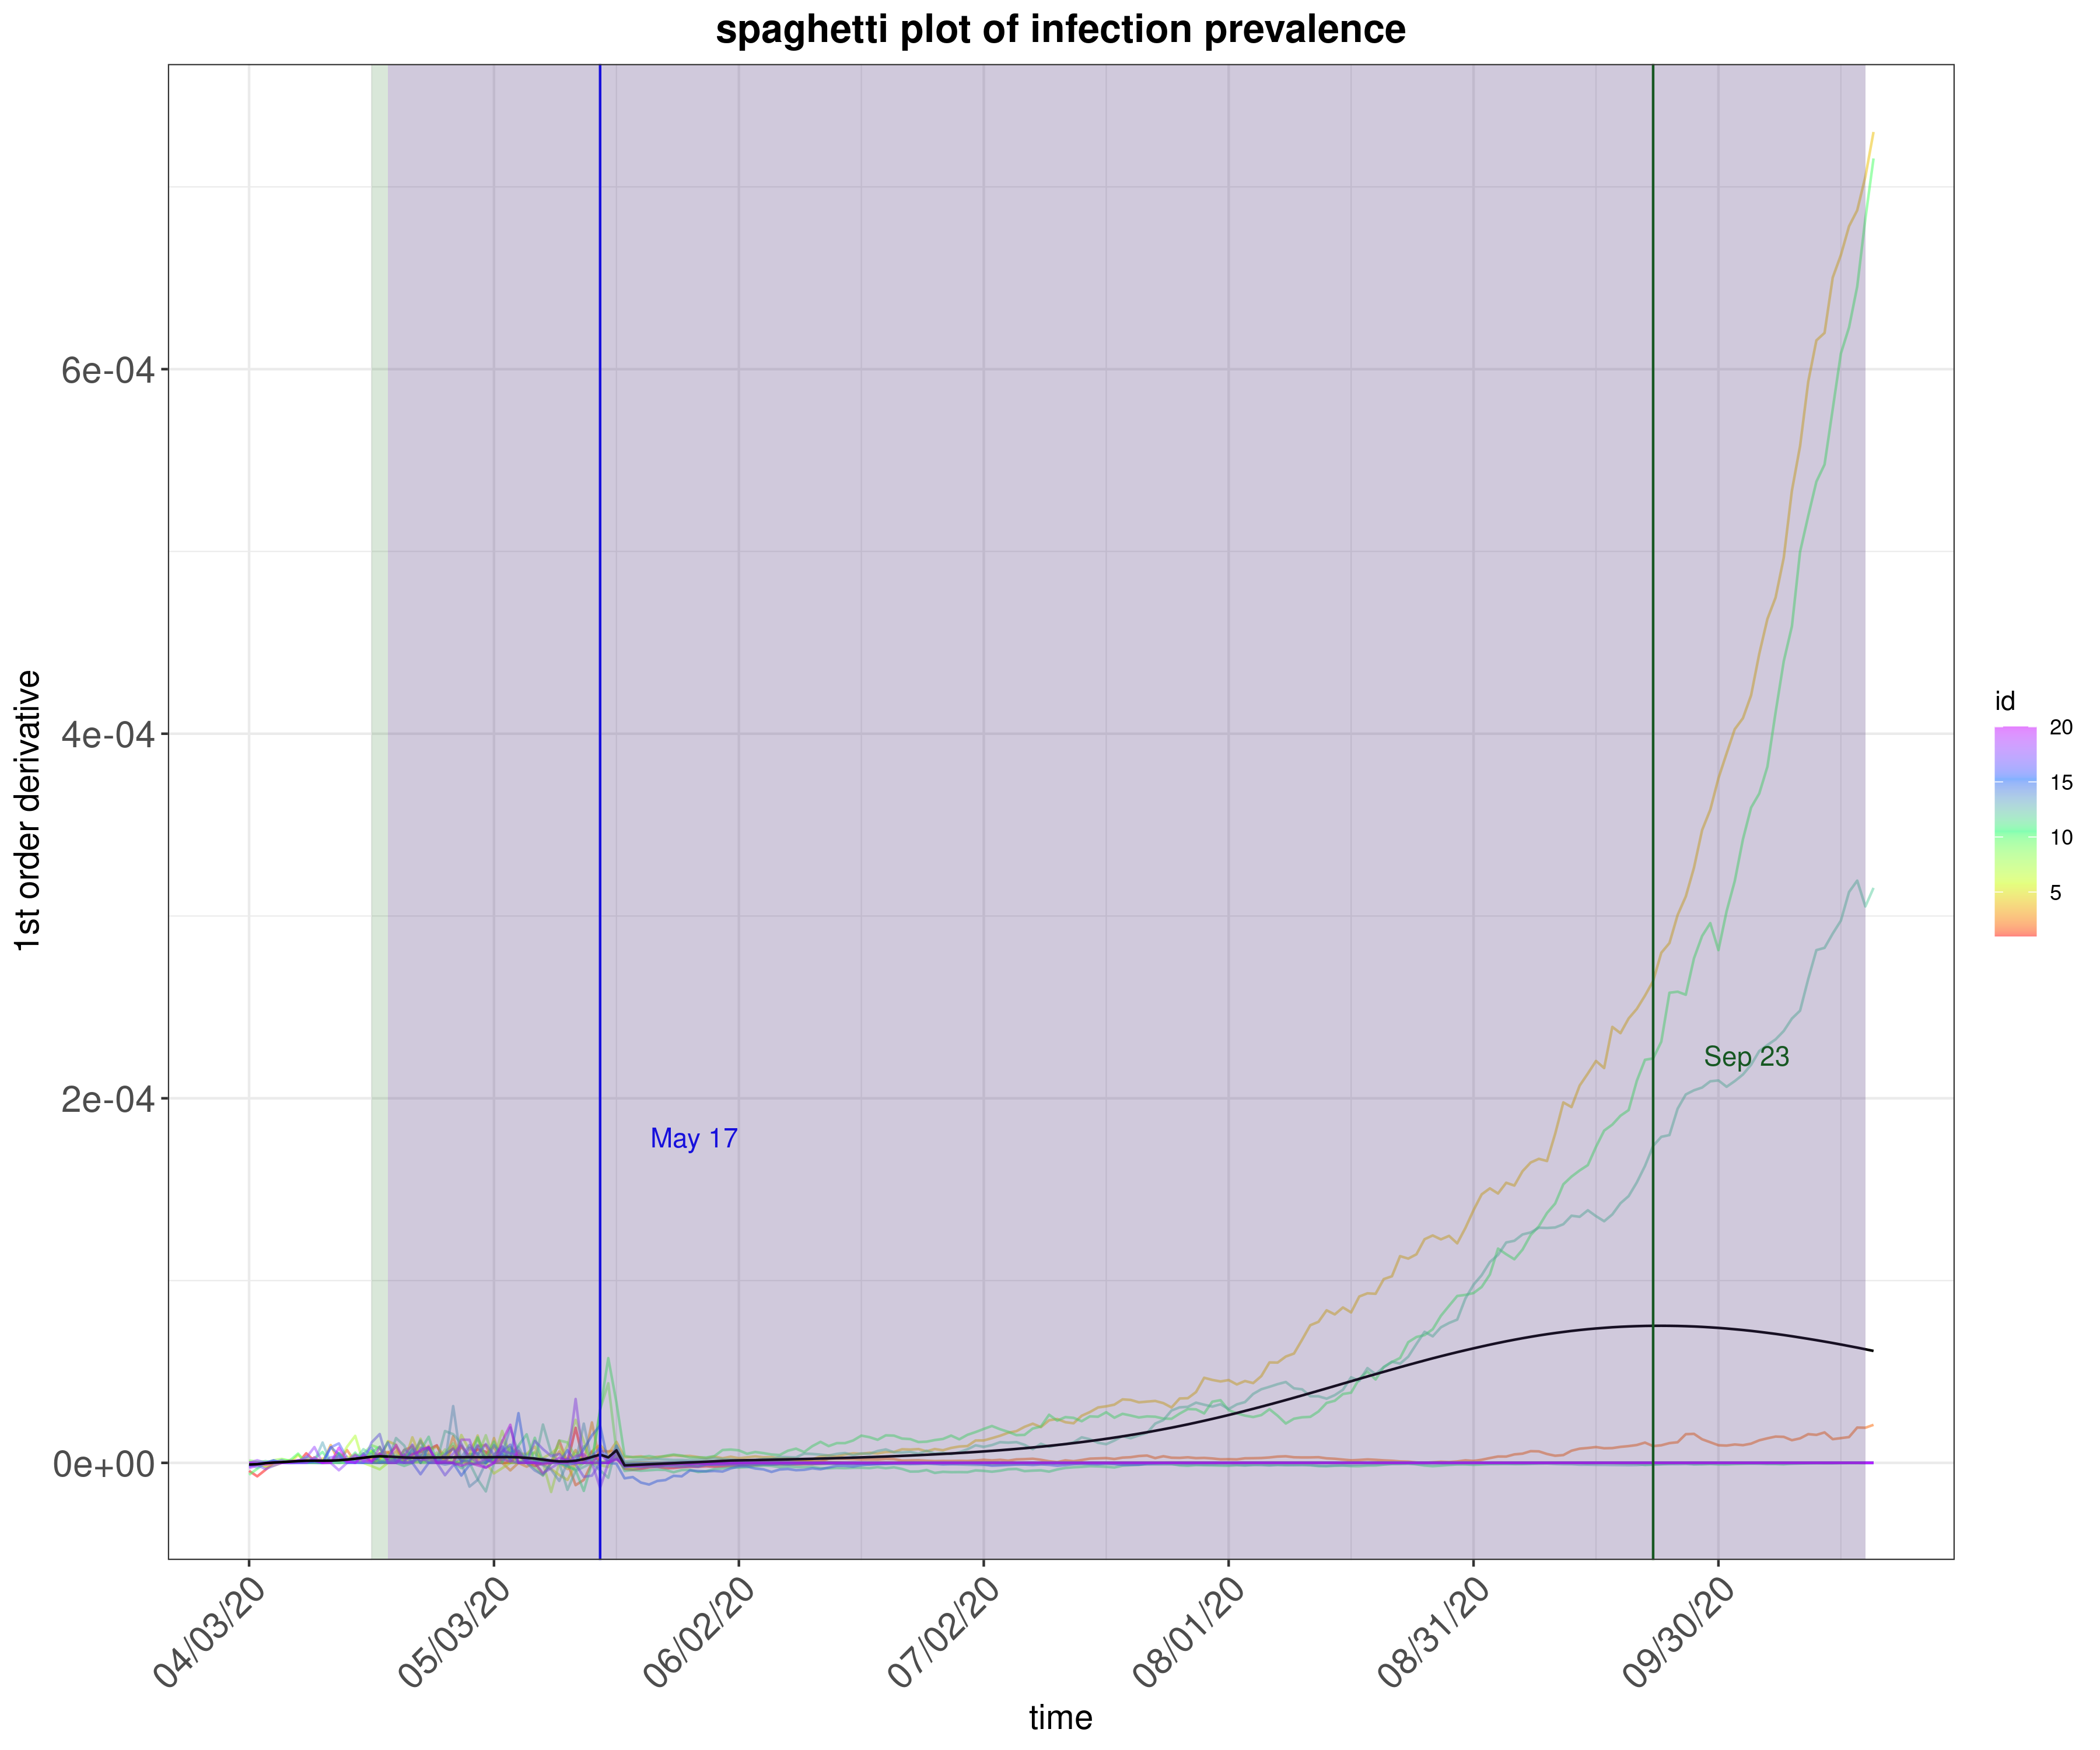 spaghetti plot of infection prevalence
1st order derivative
6e-04
4e-04
2e-04
0e+00
May 17
Sep 23
04/03/20
05/03/20
06/02/20
07/02/20
08/01/20
08/31/20
09/30/20
time
id
20
15
10
5